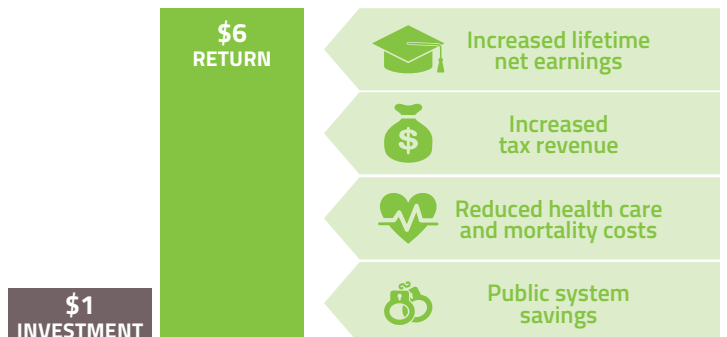 $6
RETURN
Increased lifetime
net earnings
$
Increased
tax revenue
Reduced health care
and mortality costs
Public system
savings
$1
INVESTMENT